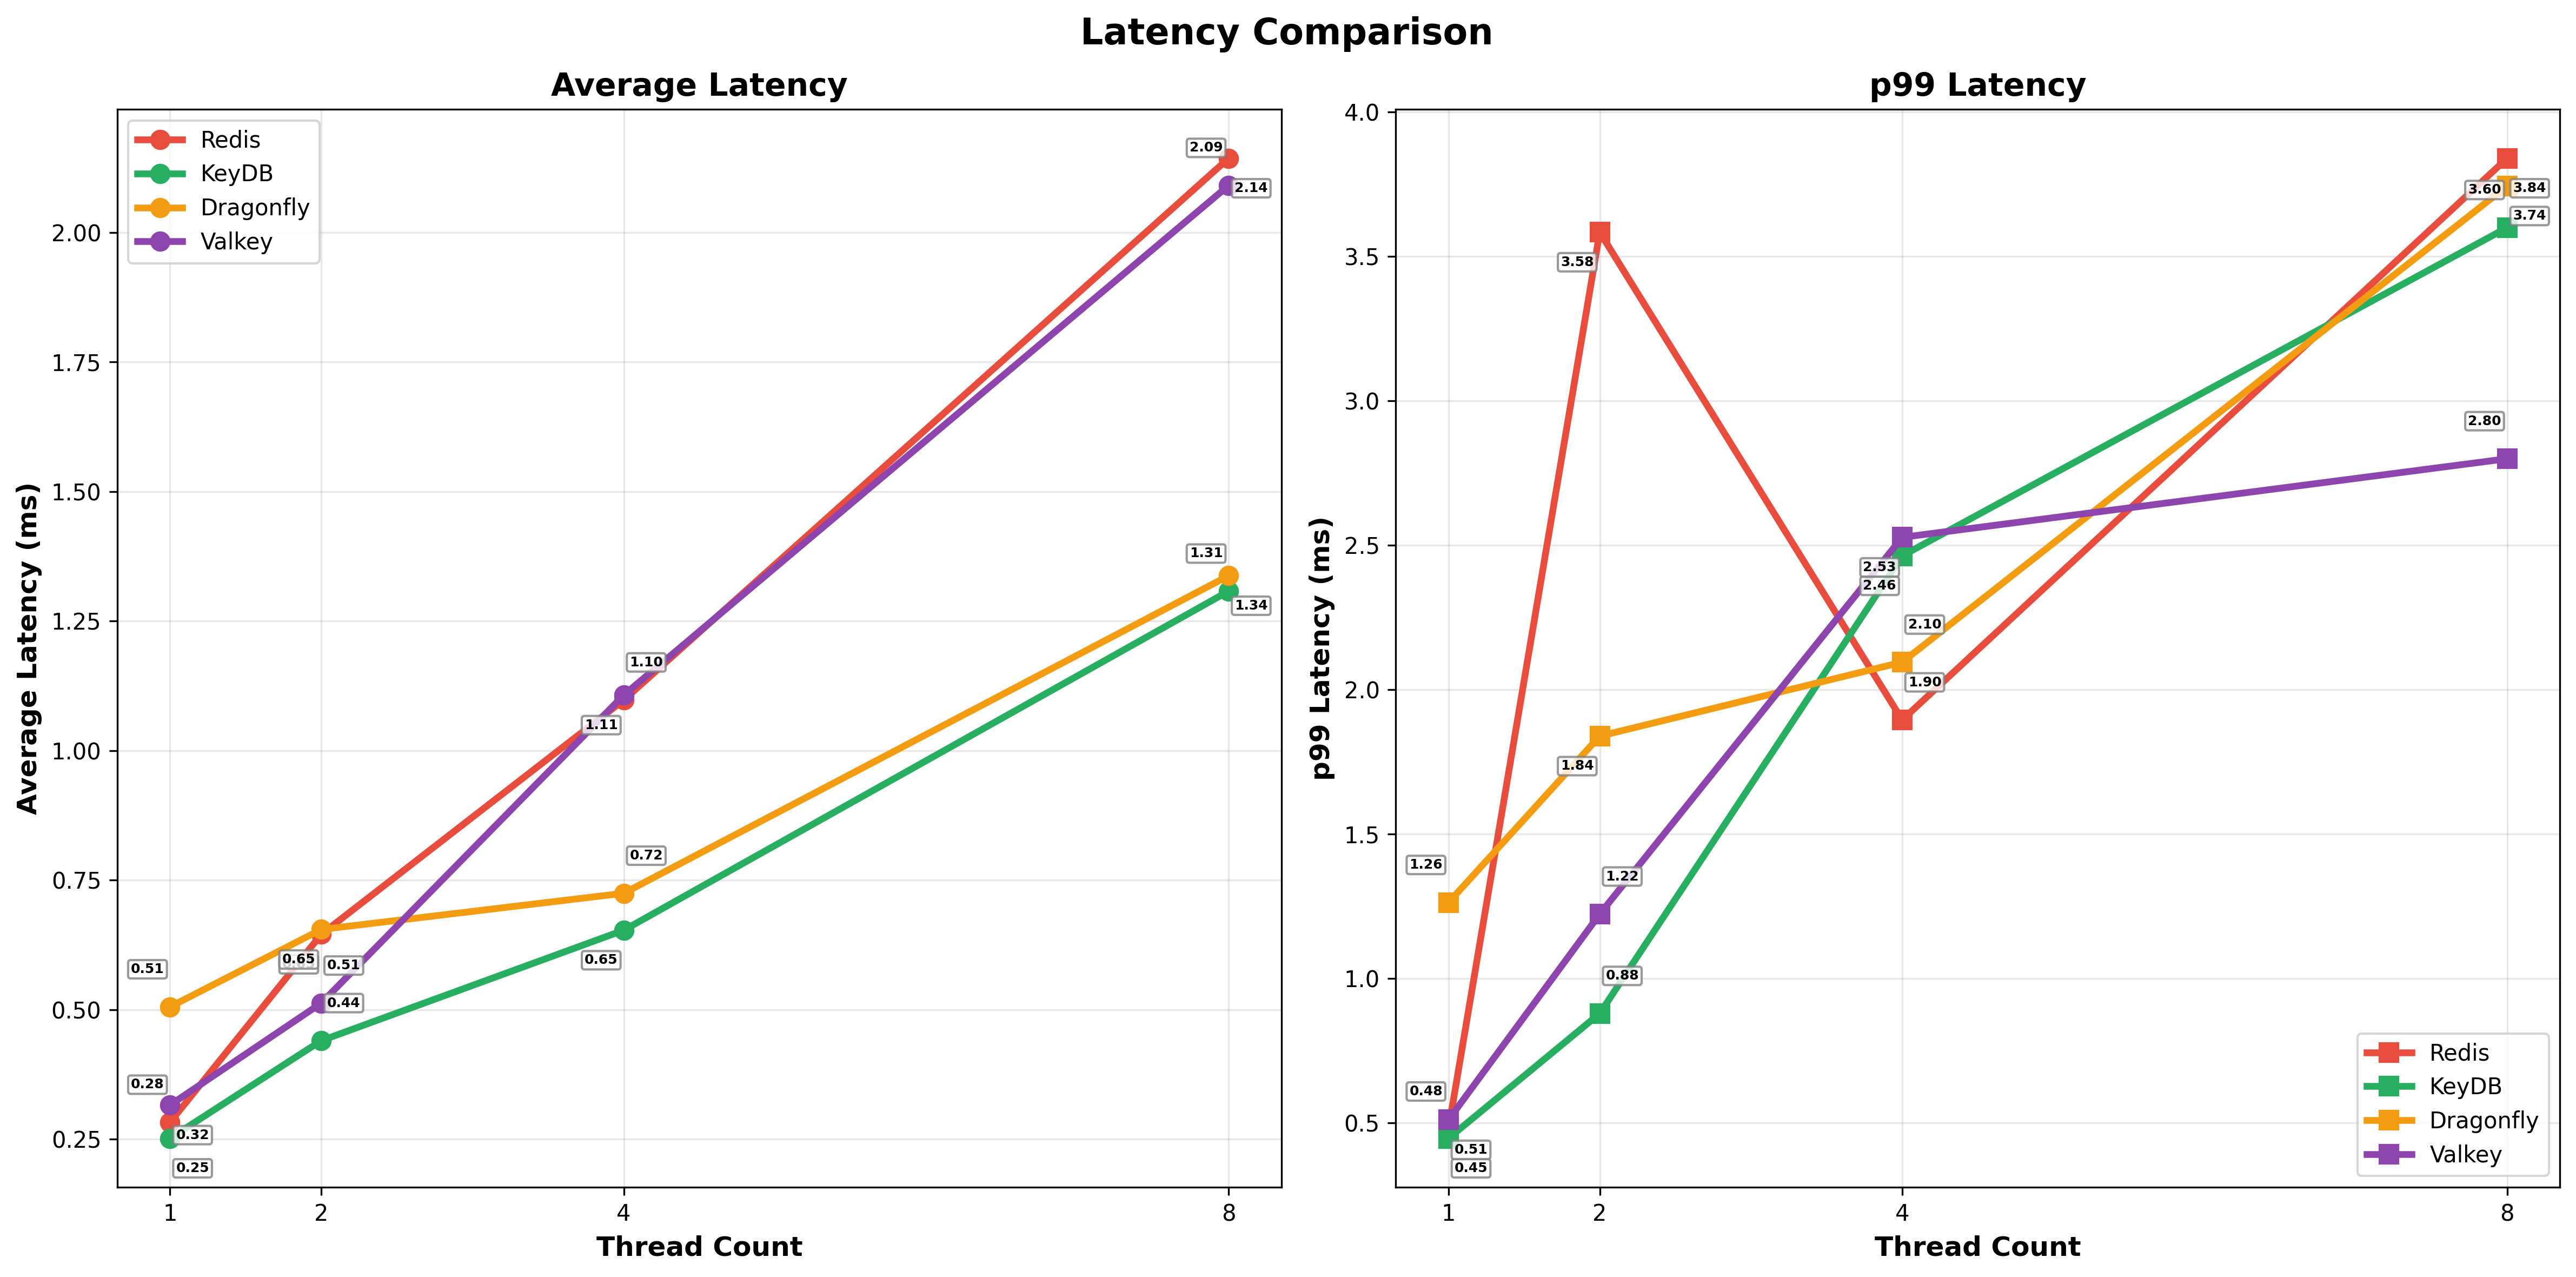 Latency Comparison
Average Latency
Redis
KeyDB
Dragonfly
Valkey
Average Latency (ms)
2.00
1.75
1.50
1.25
1.00
0.75
0.50
0.25
2.09
2.14
1.31
1.34
1.10
1.11
0.72
0.65
0.65
0.51
0.44
0.51
0.28
0.32
0.25
1 2 4 8
Thread Count
p99 Latency
p99 Latency (ms)
4.0
3.5
3.0
2.5
2.0
1.5
1.0
0.5
3.60 3.84
3.74
3.58
2.80
2.53
2.46
2.10
1.90
1.84
1.26
1.22
0.88
0.48
0.51
0.45
Redis
KeyDB
Dragonfly
Valkey
1 2 4 8
Thread Count